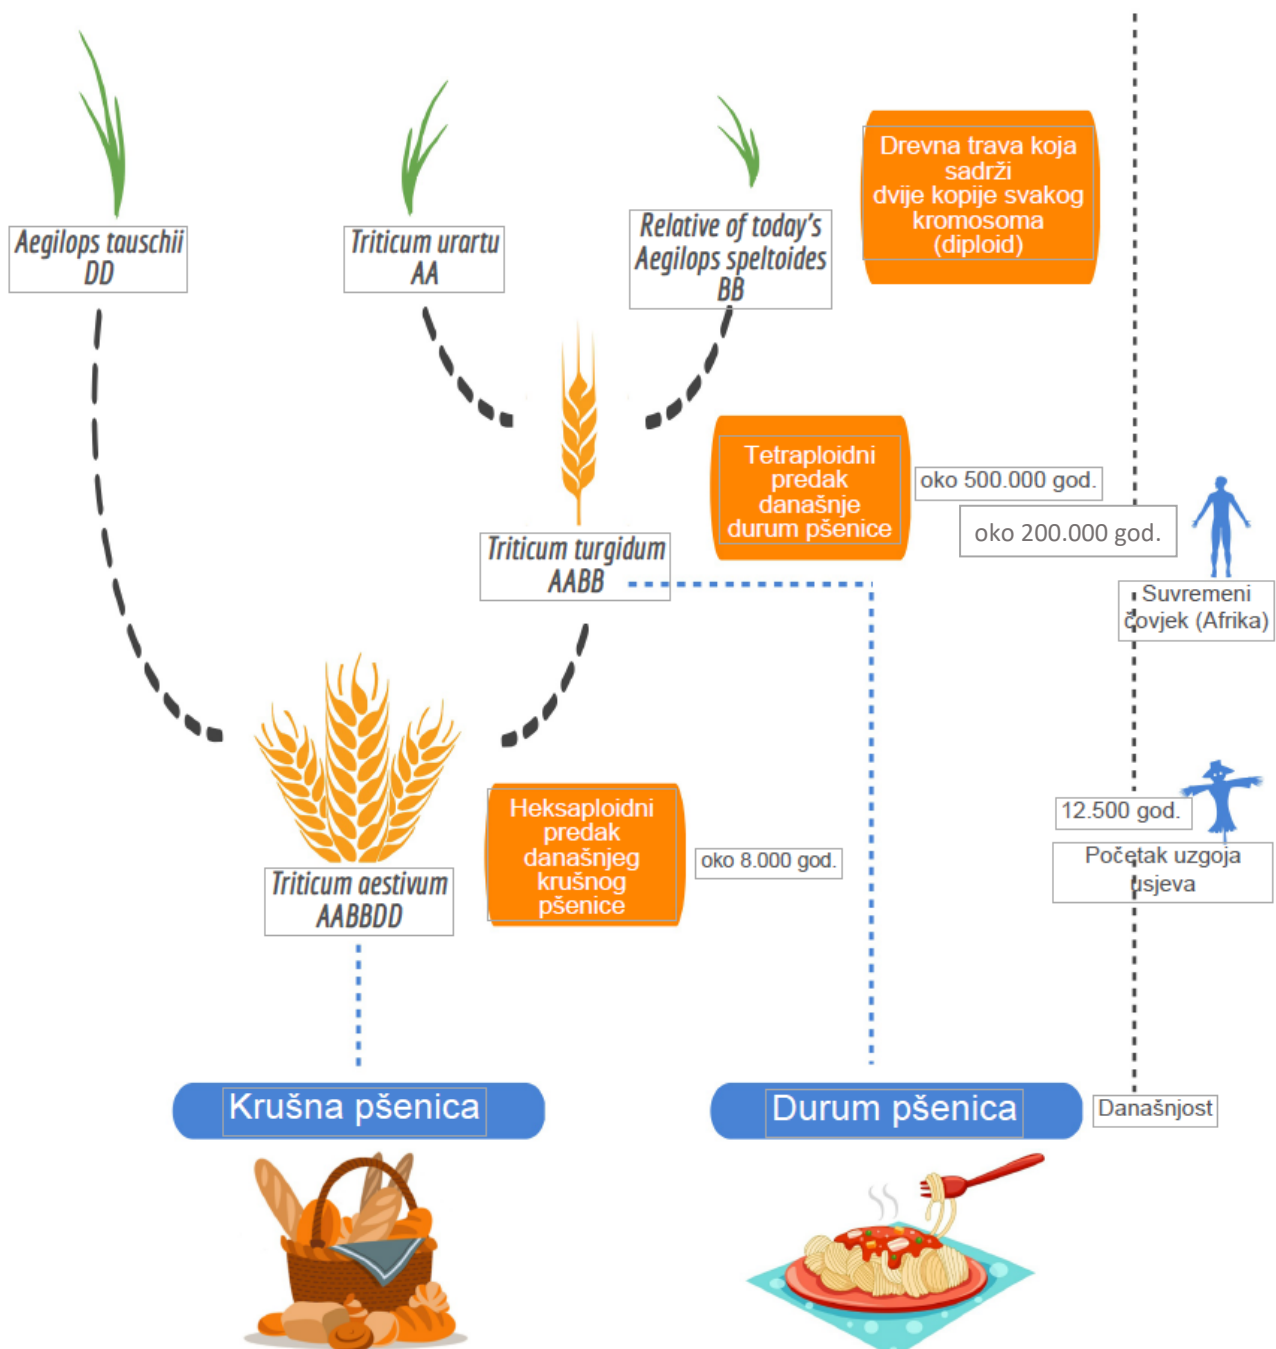 Aegilops tauschii
DD
Triticum urartu
AA
Relative of today's
Aegilops speltoides
BB
Drevna trava koja
sadrži
dvije kopije svakog
kromosoma
(diploid)
Tetraploidni
predak
današnje
durum pšenice
oko 500.000 god.
oko 200.000 god.
Suvremeni
čovjek (Afrika)
Triticum turgidum
AABB
Triticum aestivum
AABBDD
Heksaploidni
predak
današnjeg
krušnog
pšenice
oko 8.000 god.
12.500 god.
Početak uzgoja
usjeva
Krušna pšenica
Durum pšenica
Današnjost